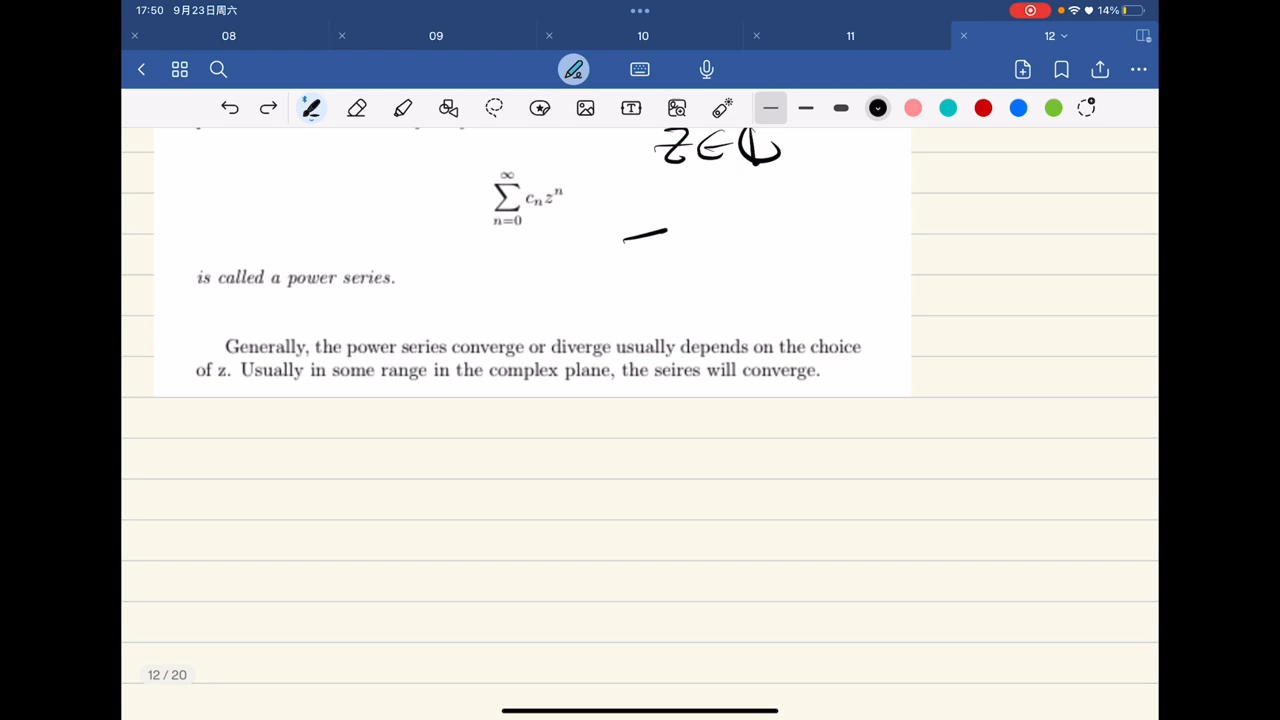 17:50 9月23日周六
14%
08
09
10
11
12
z∈ℂ
∞
∑ cₙzⁿ
n=0
is called a power series.
Generally, the power series converge or diverge usually depends on the choice
of z. Usually in some range in the complex plane, the seires will converge.
12 / 20